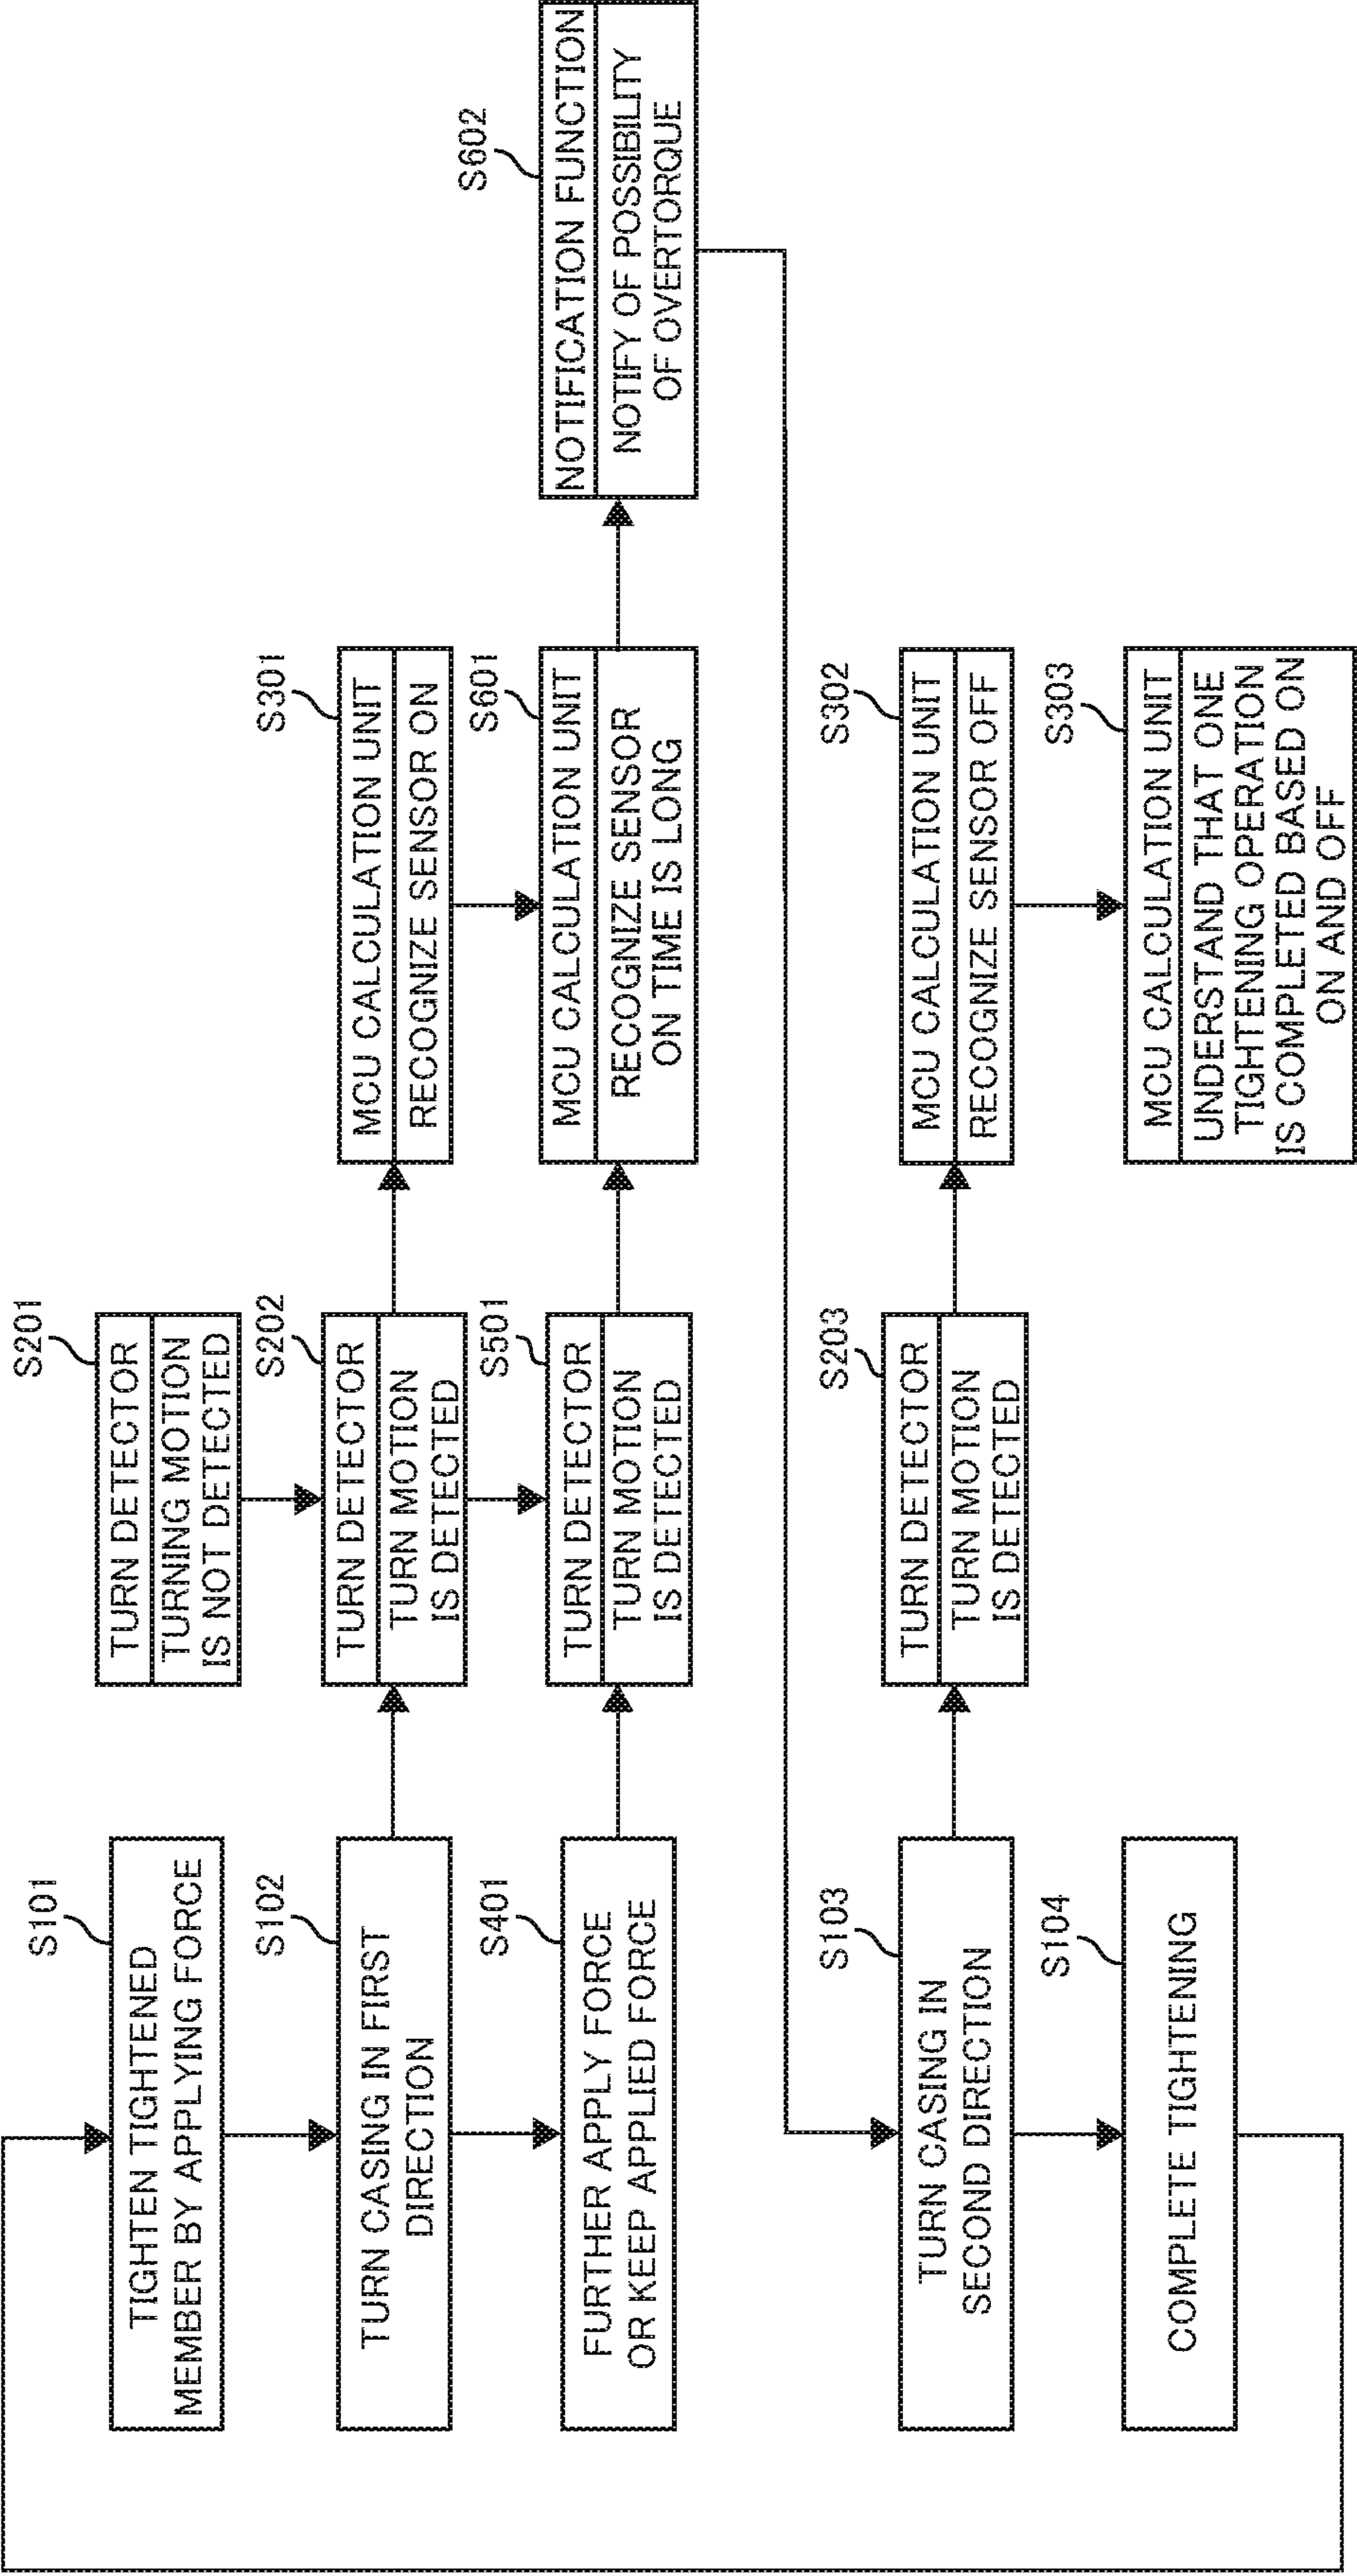 S101
TIGHTEN TIGHTENED
MEMBER BY APPLYING FORCE
S201
TURN DETECTOR
TURNING MOTION
IS NOT DETECTED
S102
TURN CASING IN FIRST
DIRECTION
S202
TURN DETECTOR
TURN MOTION
IS DETECTED
S301
MCU CALCULATION UNIT
RECOGNIZE SENSOR ON
S401
FURTHER APPLY FORCE
OR KEEP APPLIED FORCE
S501
TURN DETECTOR
TURN MOTION
IS DETECTED
S601
MCU CALCULATION UNIT
RECOGNIZE SENSOR
ON TIME IS LONG
S602
NOTIFICATION FUNCTION
NOTIFY OF POSSIBILITY
OF OVERTORQUE
S103
TURN CASING IN
SECOND DIRECTION
S203
TURN DETECTOR
TURN MOTION
IS DETECTED
S302
MCU CALCULATION UNIT
RECOGNIZE SENSOR OFF
S104
COMPLETE TIGHTENING
S303
MCU CALCULATION UNIT
UNDERSTAND THAT ONE
TIGHTENING OPERATION
IS COMPLETED BASED ON
ON AND OFF